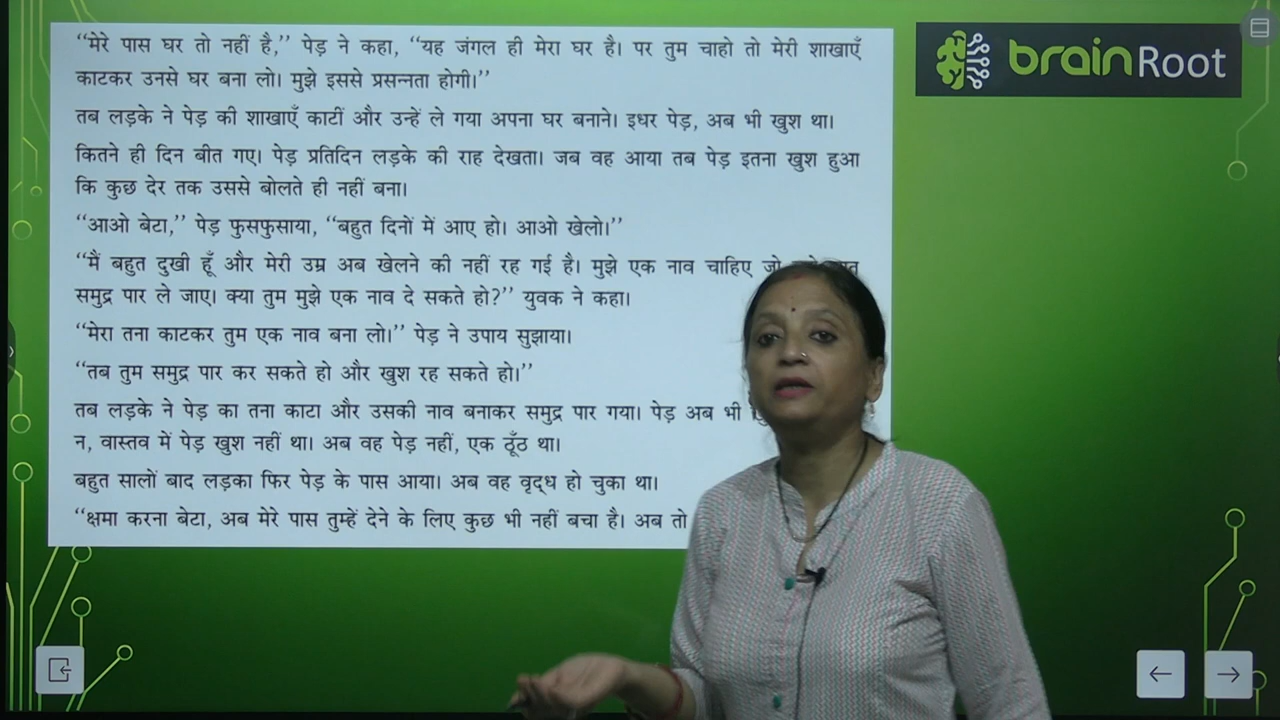 “मेरे पास घर तो नहीं है,” पेड़ ने कहा, “यह जंगल ही मेरा घर है। पर तुम चाहो तो मेरी शाखाएँ
काटकर उनसे घर बना लो। मुझे इससे प्रसन्नता होगी।”
तब लड़के ने पेड़ की शाखाएँ काटीं और उन्हें ले गया अपना घर बनाने। इधर पेड़, अब भी खुश था।
कितने ही दिन बीत गए। पेड़ प्रतिदिन लड़के की राह देखता। जब वह आया तब पेड़ इतना खुश हुआ
कि कुछ देर तक उससे बोलते ही नहीं बना।
“आओ बेटा,” पेड़ फुसफुसाया, “बहुत दिनों में आए हो। आओ खेलो।”
“मैं बहुत दुखी हूँ और मेरी उम्र अब खेलने की नहीं रह गई है। मुझे एक नाव चाहिए जो
समुद्र पार ले जाए। क्या तुम मुझे एक नाव दे सकते हो?” युवक ने कहा।
“मेरा तना काटकर तुम एक नाव बना लो।” पेड़ ने उपाय सुझाया।
“तब तुम समुद्र पार कर सकते हो और खुश रह सकते हो।”
तब लड़के ने पेड़ का तना काटा और उसकी नाव बनाकर समुद्र पार गया। पेड़ अब भी
न, वास्तव में पेड़ खुश नहीं था। अब वह पेड़ नहीं, एक ठूँठ था।
बहुत सालों बाद लड़का फिर पेड़ के पास आया। अब वह वृद्ध हो चुका था।
“क्षमा करना बेटा, अब मेरे पास तुम्हें देने के लिए कुछ भी नहीं बचा है। अब तो
brainRoot